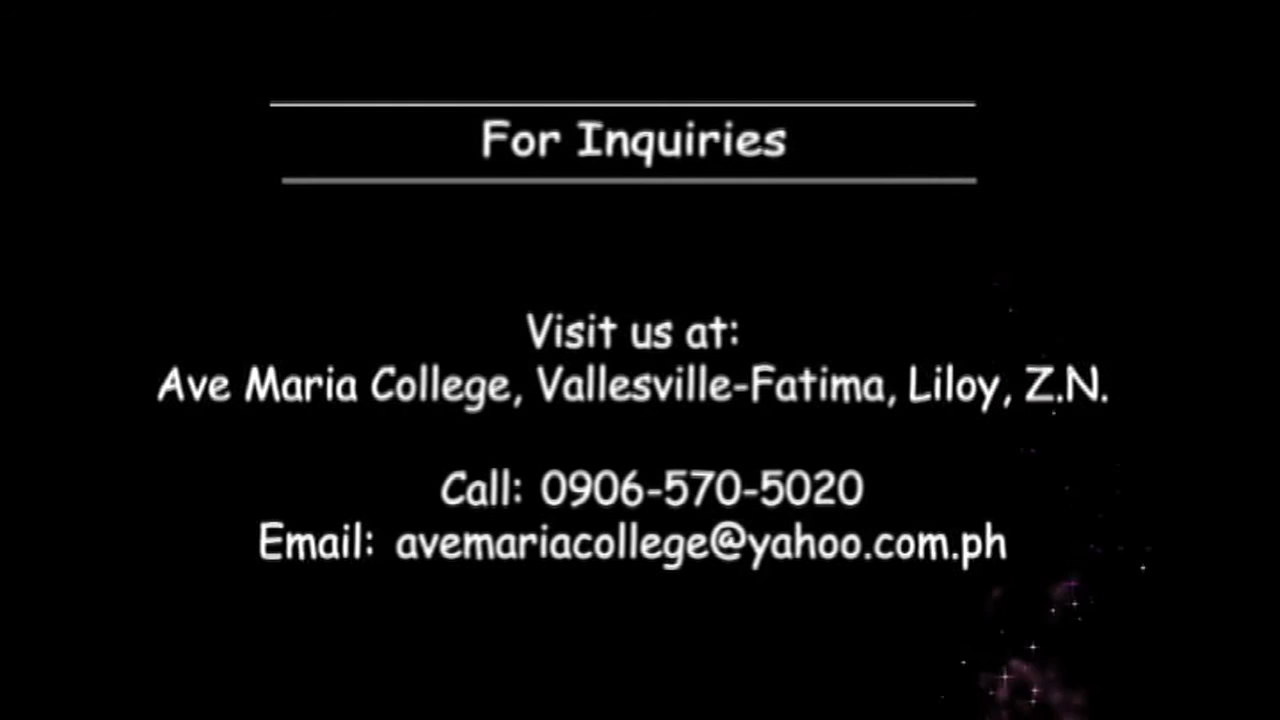 For Inquiries
Visit us at:
Ave Maria College, Vallesville-Fatima, Liloy, Z.N.
Call: 0906-570-5020
Email: avemariacollege@yahoo.com.ph